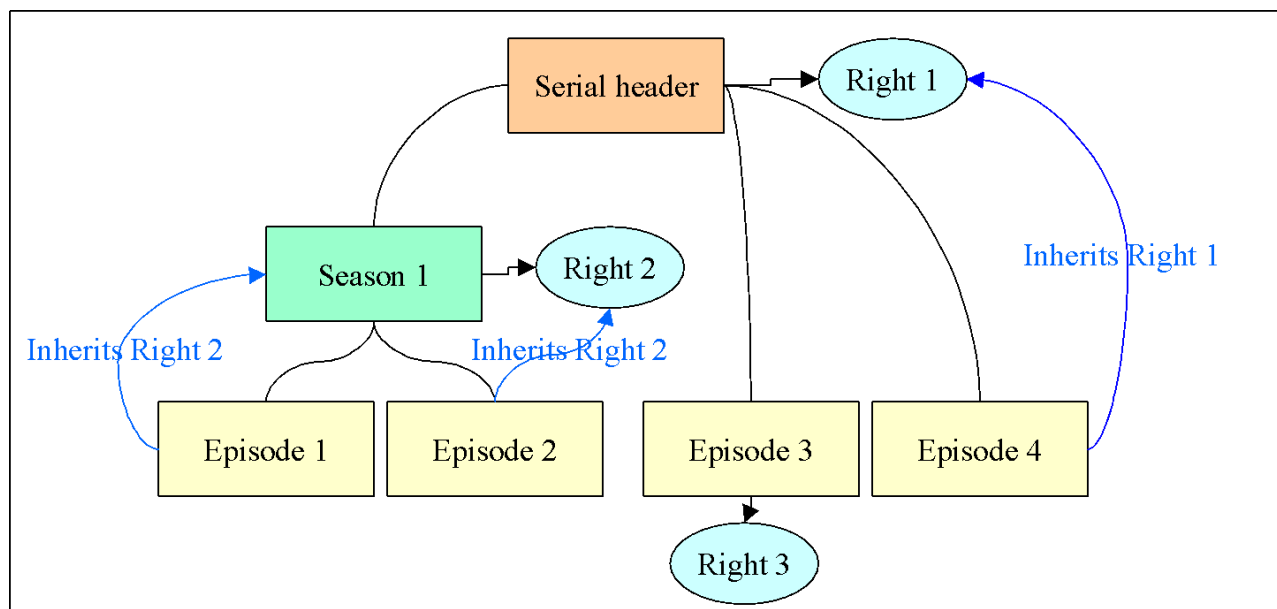 Serial header
Right 1
Season 1
Right 2
Inherits Right 1
Inherits Right 2
Inherits Right 2
Episode 1
Episode 2
Episode 3
Episode 4
Right 3